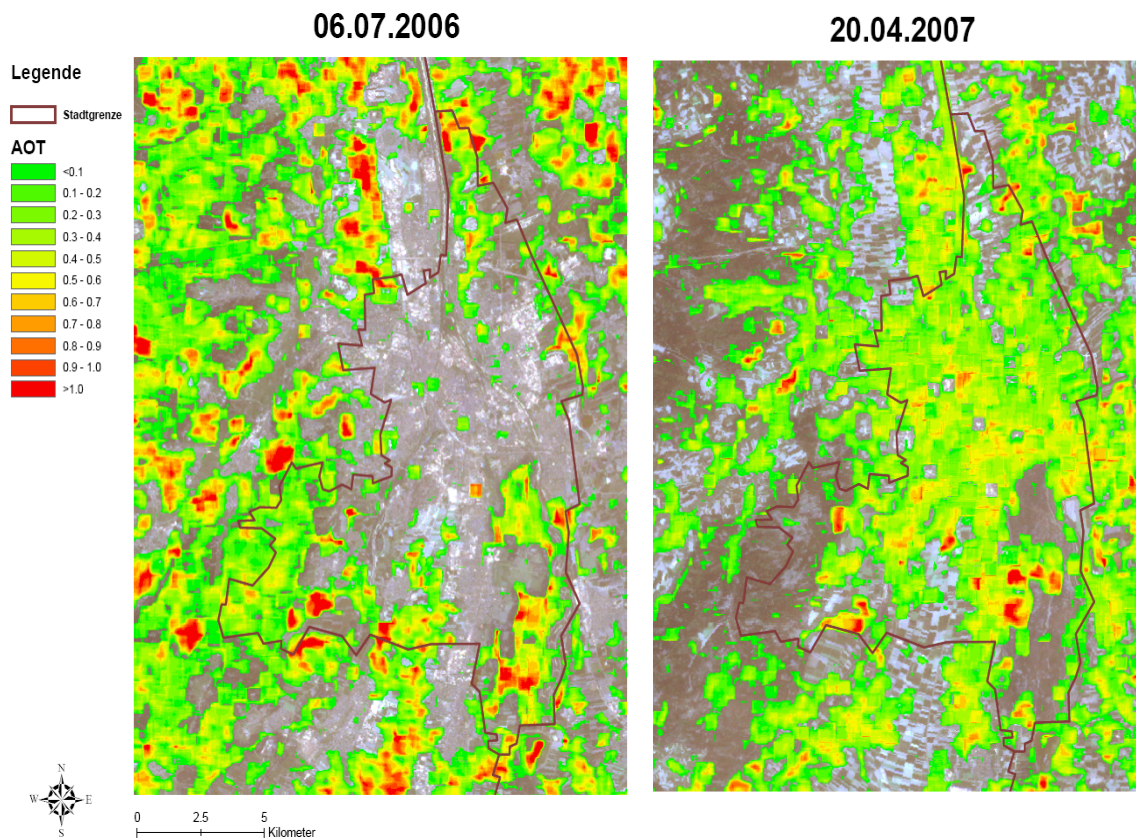 06.07.2006
20.04.2007
Legende
Stadtgrenze
AOT
<0.1
0.1 - 0.2
0.2 - 0.3
0.3 - 0.4
0.4 - 0.5
0.5 - 0.6
0.6 - 0.7
0.7 - 0.8
0.8 - 0.9
0.9 - 1.0
>1.0
N
W E
S
0 2.5 5
Kilometer